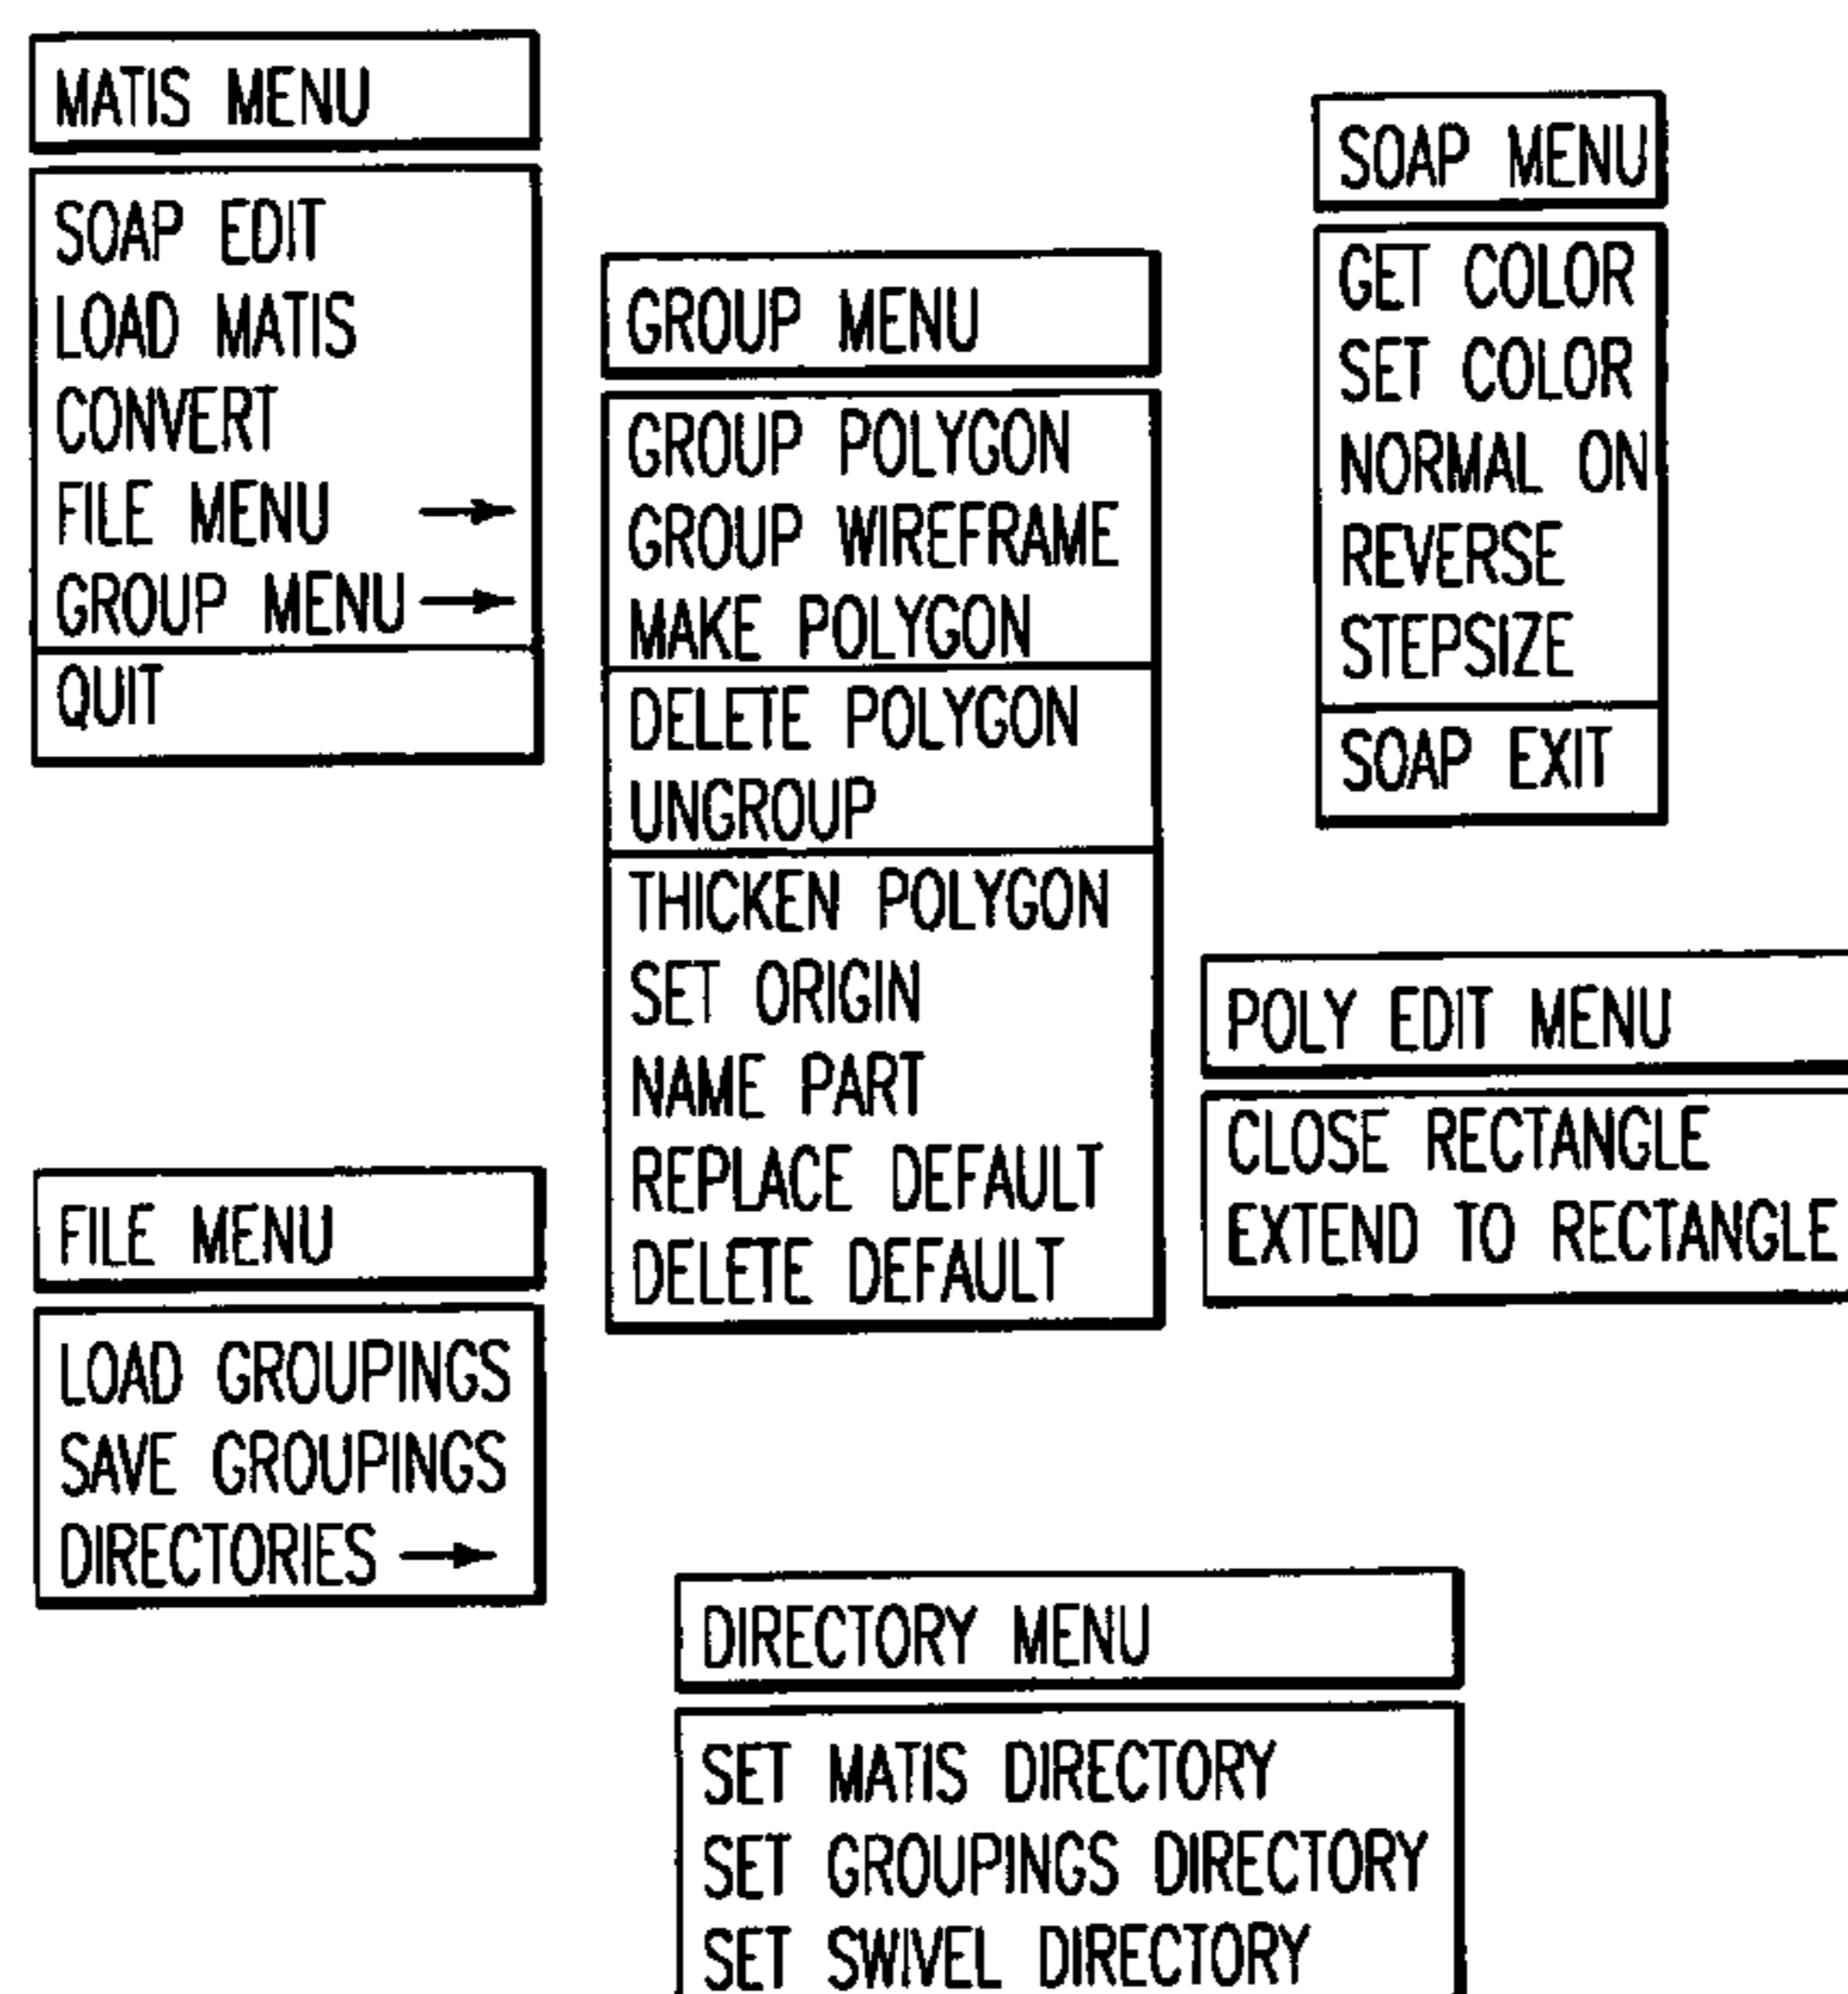 MATIS MENU
SOAP EDIT
LOAD MATIS
CONVERT
FILE MENU
GROUP MENU
QUIT
GROUP MENU
GROUP POLYGON
GROUP WIREFRAME
MAKE POLYGON
DELETE POLYGON
UNGROUP
THICKEN POLYGON
SET ORIGIN
NAME PART
REPLACE DEFAULT
DELETE DEFAULT
SOAP MENU
GET COLOR
SET COLOR
NORMAL ON
REVERSE
STEPSIZE
SOAP EXIT
POLY EDIT MENU
CLOSE RECTANGLE
EXTEND TO RECTANGLE
FILE MENU
LOAD GROUPINGS
SAVE GROUPINGS
DIRECTORIES
DIRECTORY MENU
SET MATIS DIRECTORY
SET GROUPINGS DIRECTORY
SET SWIVEL DIRECTORY